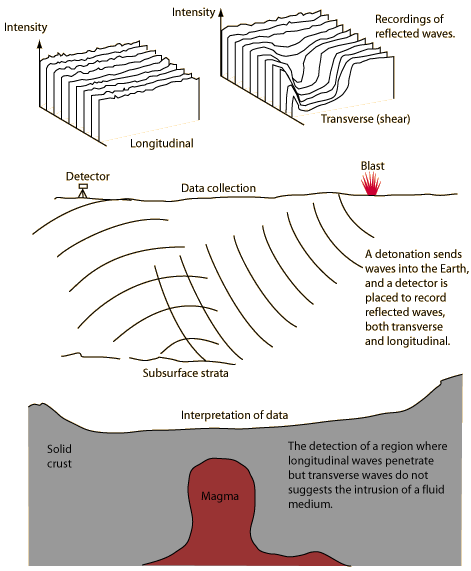 Intensity
Intensity
Recordings of
reflected waves.
Longitudinal
Transverse (shear)
Detector
Data collection
Blast
A detonation sends
waves into the Earth,
and a detector is
placed to record
reflected waves,
both transverse
and longitudinal.
Subsurface strata
Interpretation of data
Solid
crust
Magma
The detection of a region where
longitudinal waves penetrate
but transverse waves do not
suggests the intrusion of a fluid
medium.